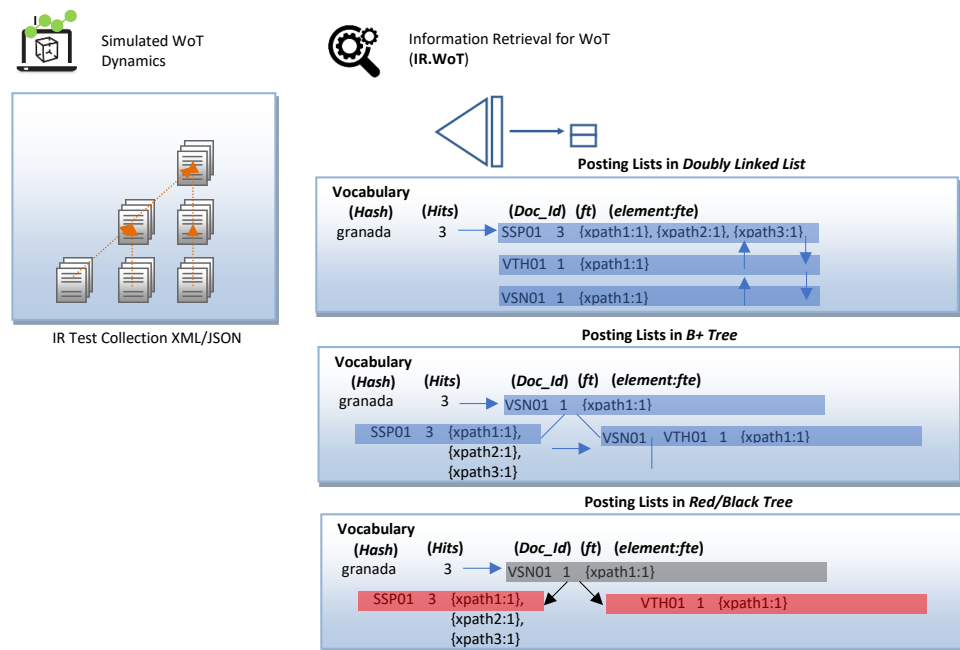 Simulated WoT
Dynamics
Information Retrieval for WoT
(IR.WoT)
IR Test Collection XML/JSON
Posting Lists in Doubly Linked List
Vocabulary
(Hash) (Hits) (Doc_Id) (ft) (element:fte)
granada 3 SSP01 3 {xpath1:1}, {xpath2:1}, {xpath3:1}
VTH01 1 {xpath1:1}
VSN01 1 {xpath1:1}
Posting Lists in B+ Tree
Vocabulary
(Hash) (Hits) (Doc_Id) (ft) (element:fte)
granada 3 VSN01 1 {xpath1:1}
SSP01 3 {xpath1:1}, VSN01 VTH01 1 {xpath1:1}
{xpath2:1},
{xpath3:1}
Posting Lists in Red/Black Tree
Vocabulary
(Hash) (Hits) (Doc_Id) (ft) (element:fte)
granada 3 VSN01 1 {xpath1:1}
SSP01 3 {xpath1:1}, VTH01 1 {xpath1:1}
{xpath2:1},
{xpath3:1}